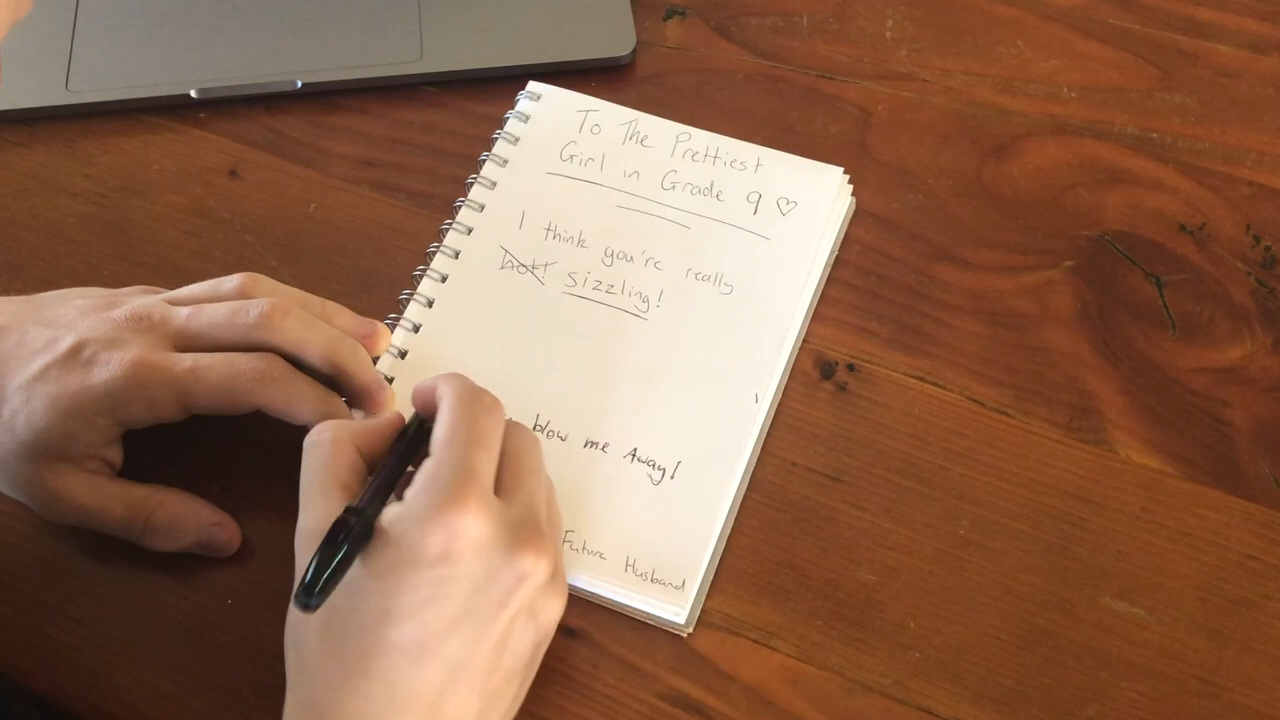 To The Prettiest
Girl in Grade 9 ♡
I think you're really
hot! Sizzling!
blow me Away!
Future Husband